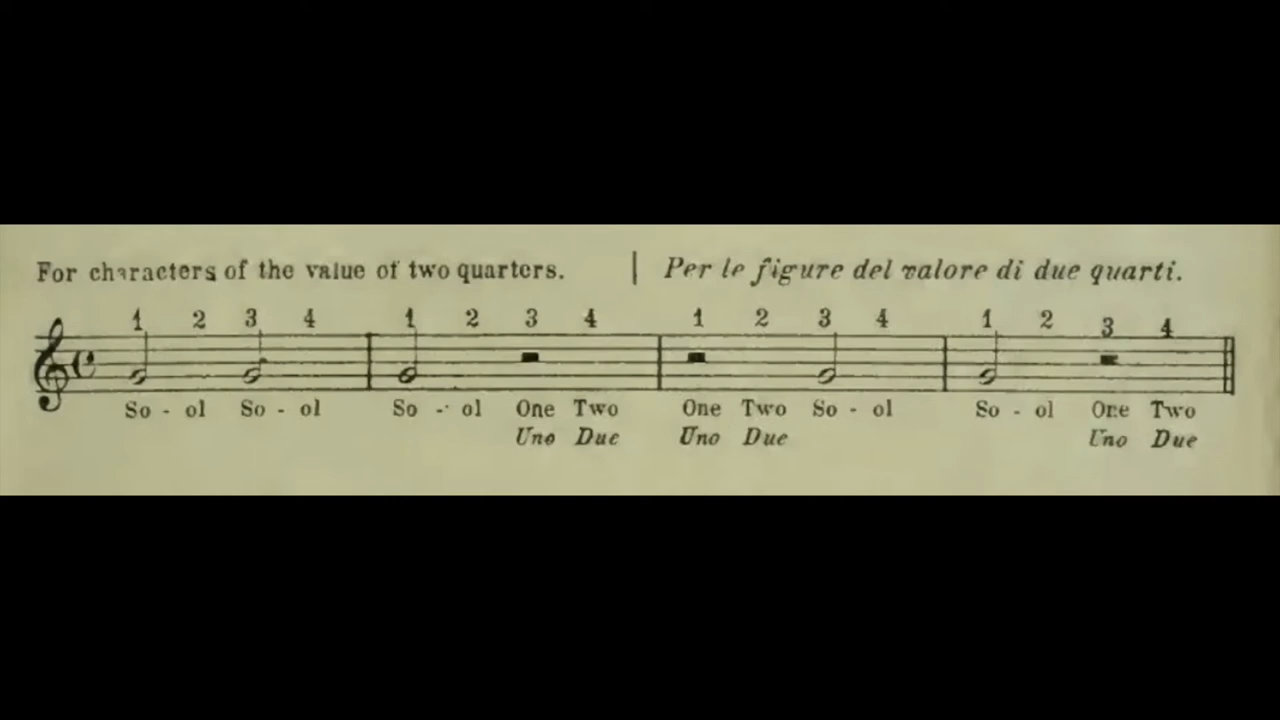 For characters of the value of two quarters. | Per le figure del valore di due quarti.
1 2 3 4 1 2 3 4 1 2 3 4 1 2 3 4
So - ol So - ol So - ol One Two One Two So - ol So - ol One Two
Uno Due Uno Due Uno Due